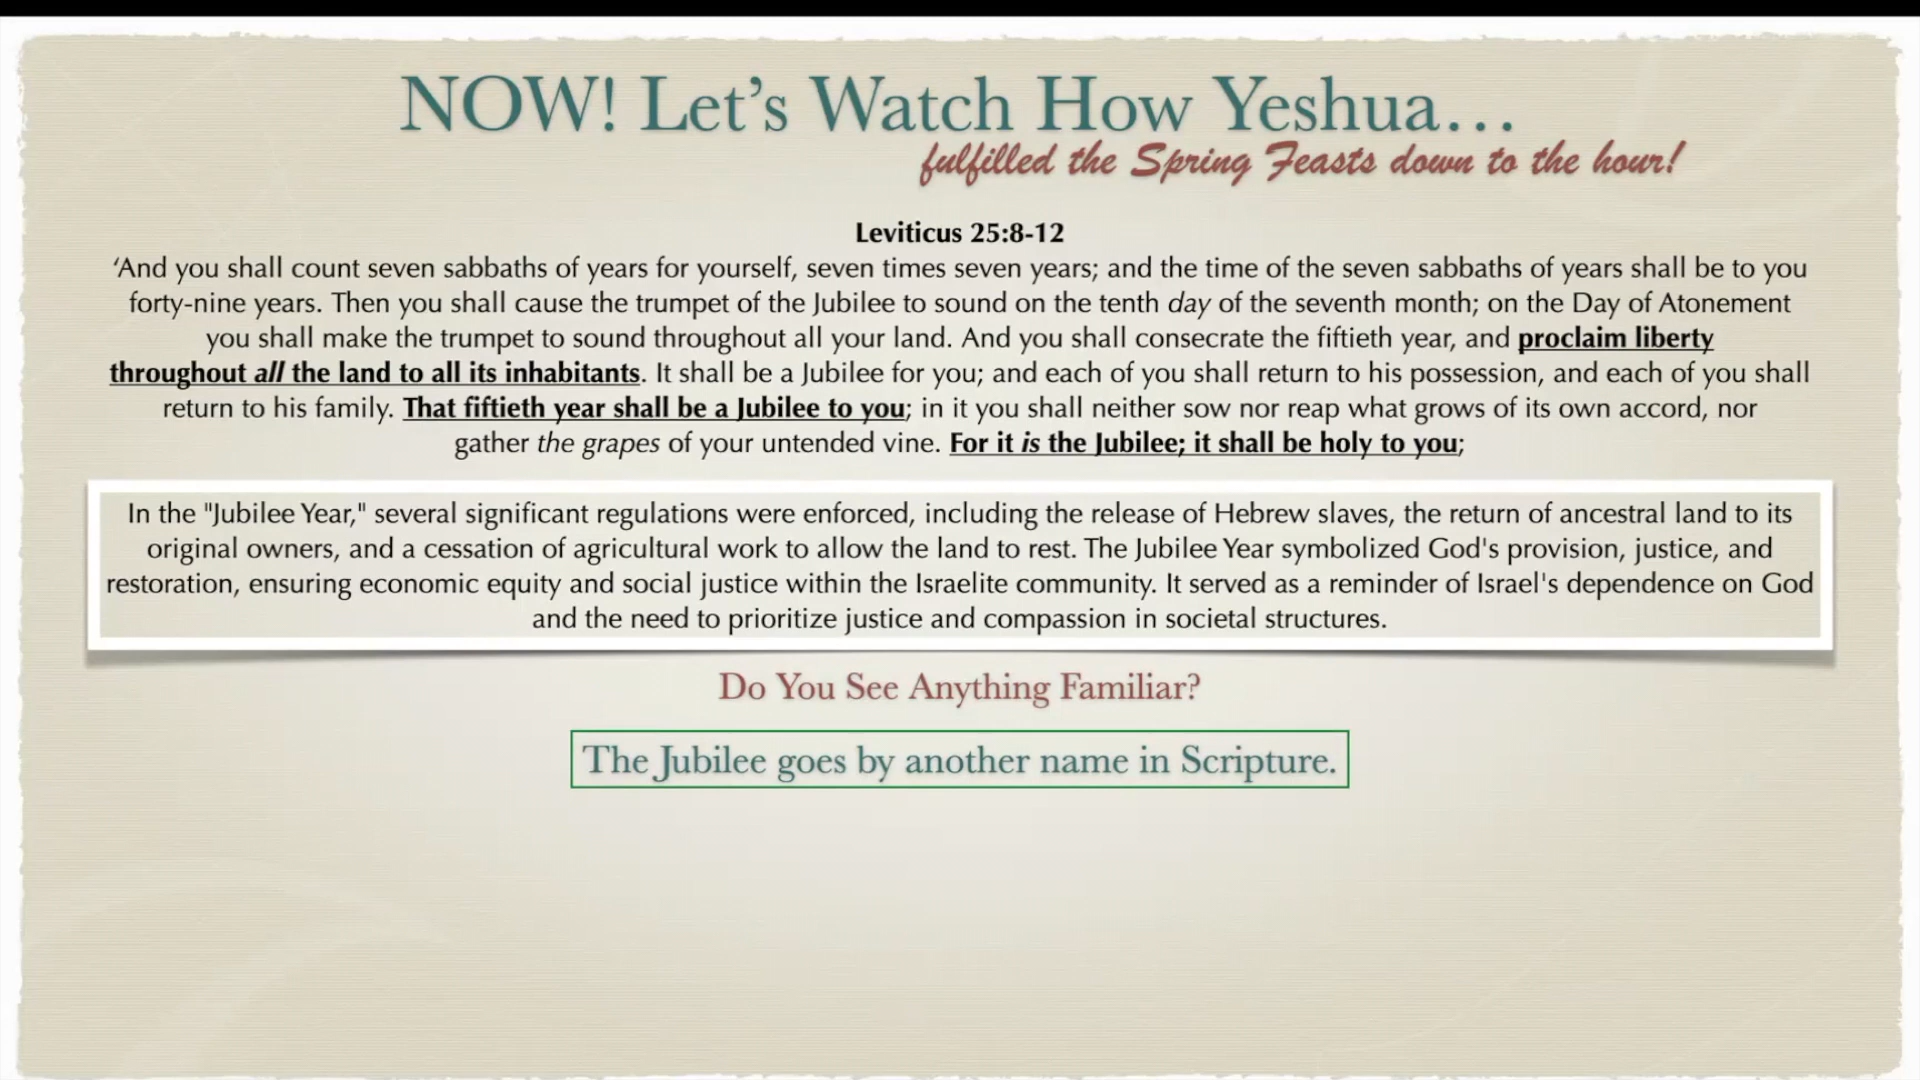 NOW! Let’s Watch How Yeshua…
fulfilled the Spring Feasts down to the hour!
Leviticus 25:8-12
‘And you shall count seven sabbaths of years for yourself, seven times seven years; and the time of the seven sabbaths of years shall be to you
forty-nine years. Then you shall cause the trumpet of the Jubilee to sound on the tenth day of the seventh month; on the Day of Atonement
you shall make the trumpet to sound throughout all your land. And you shall consecrate the fiftieth year, and proclaim liberty
throughout all the land to all its inhabitants. It shall be a Jubilee for you; and each of you shall return to his possession, and each of you shall
return to his family. That fiftieth year shall be a Jubilee to you; in it you shall neither sow nor reap what grows of its own accord, nor
gather the grapes of your untended vine. For it is the Jubilee; it shall be holy to you;
In the "Jubilee Year," several significant regulations were enforced, including the release of Hebrew slaves, the return of ancestral land to its
original owners, and a cessation of agricultural work to allow the land to rest. The Jubilee Year symbolized God's provision, justice, and
restoration, ensuring economic equity and social justice within the Israelite community. It served as a reminder of Israel's dependence on God
and the need to prioritize justice and compassion in societal structures.
Do You See Anything Familiar?
The Jubilee goes by another name in Scripture.